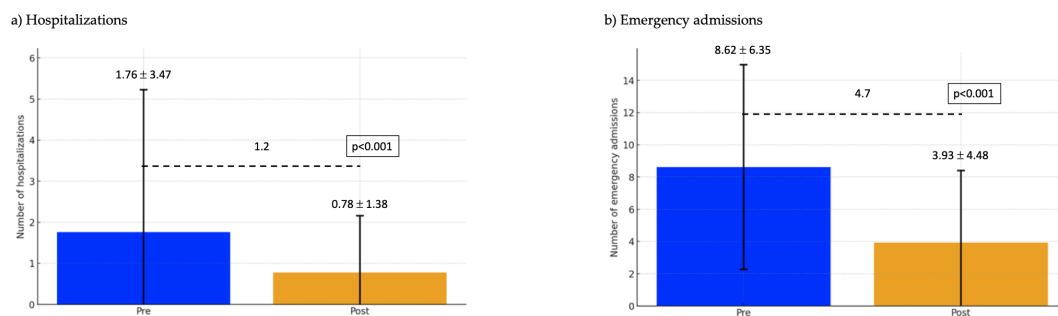 a) Hospitalizations
6
5
4
3
2
1
0
Number of hospitalizations
1.76 ± 3.47
1.2
p<0.001
0.78 ± 1.38
Pre
Post
b) Emergency admissions
14
12
10
8
6
4
2
0
Number of emergency admissions
8.62 ± 6.35
4.7
p<0.001
3.93 ± 4.48
Pre
Post